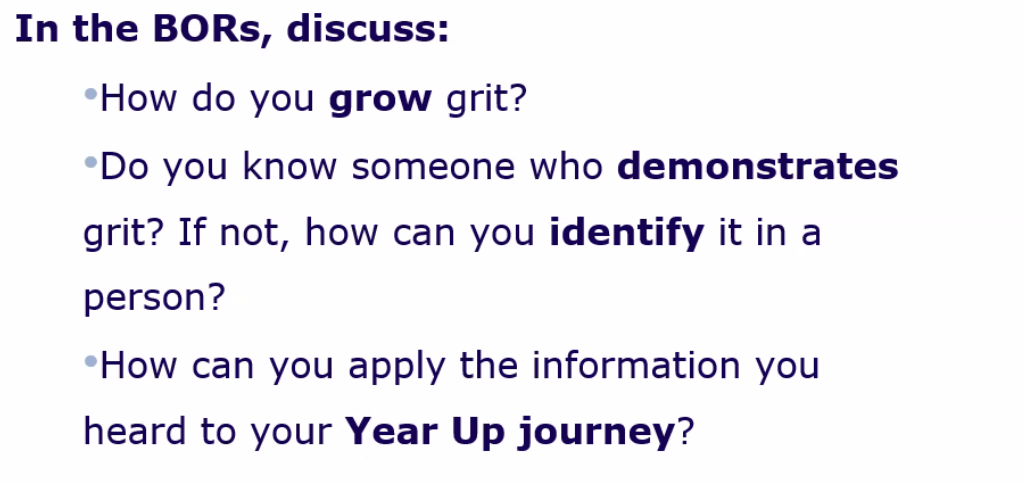 In the BORs, discuss:
•How do you grow grit?
•Do you know someone who demonstrates
grit? If not, how can you identify it in a
person?
•How can you apply the information you
heard to your Year Up journey?